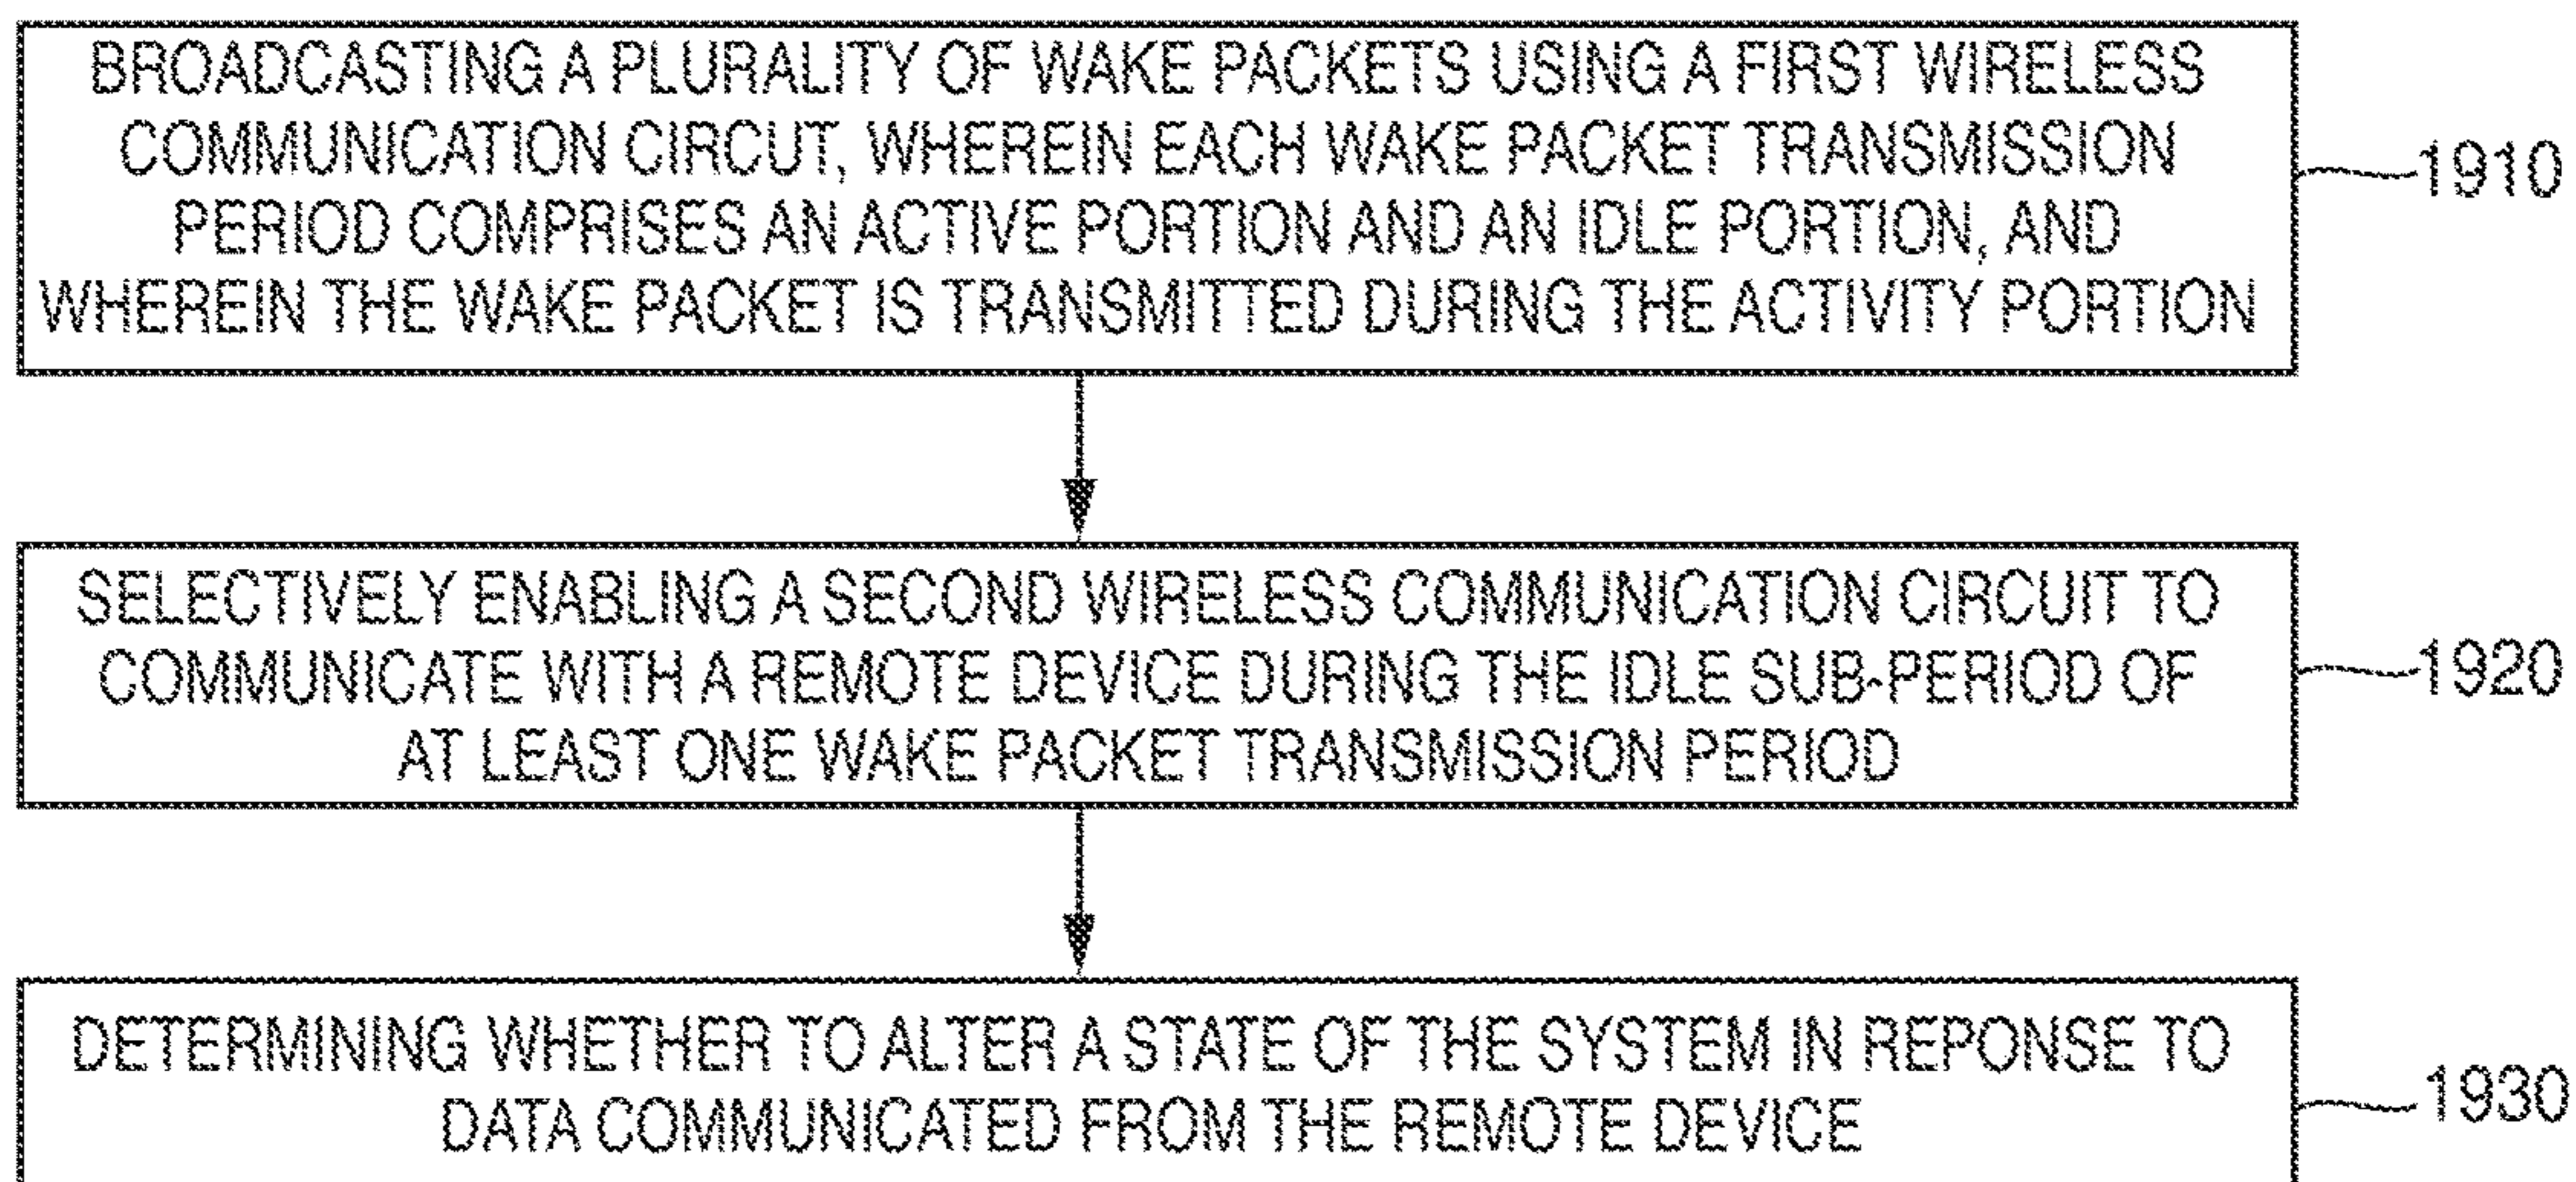 BROADCASTING A PLURALITY OF WAKE PACKETS USING A FIRST WIRELESS
COMMUNICATION CIRCUT, WHEREIN EACH WAKE PACKET TRANSMISSION
PERIOD COMPRISES AN ACTIVE PORTION AND AN IDLE PORTION, AND
WHEREIN THE WAKE PACKET IS TRANSMITTED DURING THE ACTIVITY PORTION
1910
SELECTIVELY ENABLING A SECOND WIRELESS COMMUNICATION CIRCUIT TO
COMMUNICATE WITH A REMOTE DEVICE DURING THE IDLE SUB-PERIOD OF
AT LEAST ONE WAKE PACKET TRANSMISSION PERIOD
1920
DETERMINING WHETHER TO ALTER A STATE OF THE SYSTEM IN REPONSE TO
DATA COMMUNICATED FROM THE REMOTE DEVICE
1930